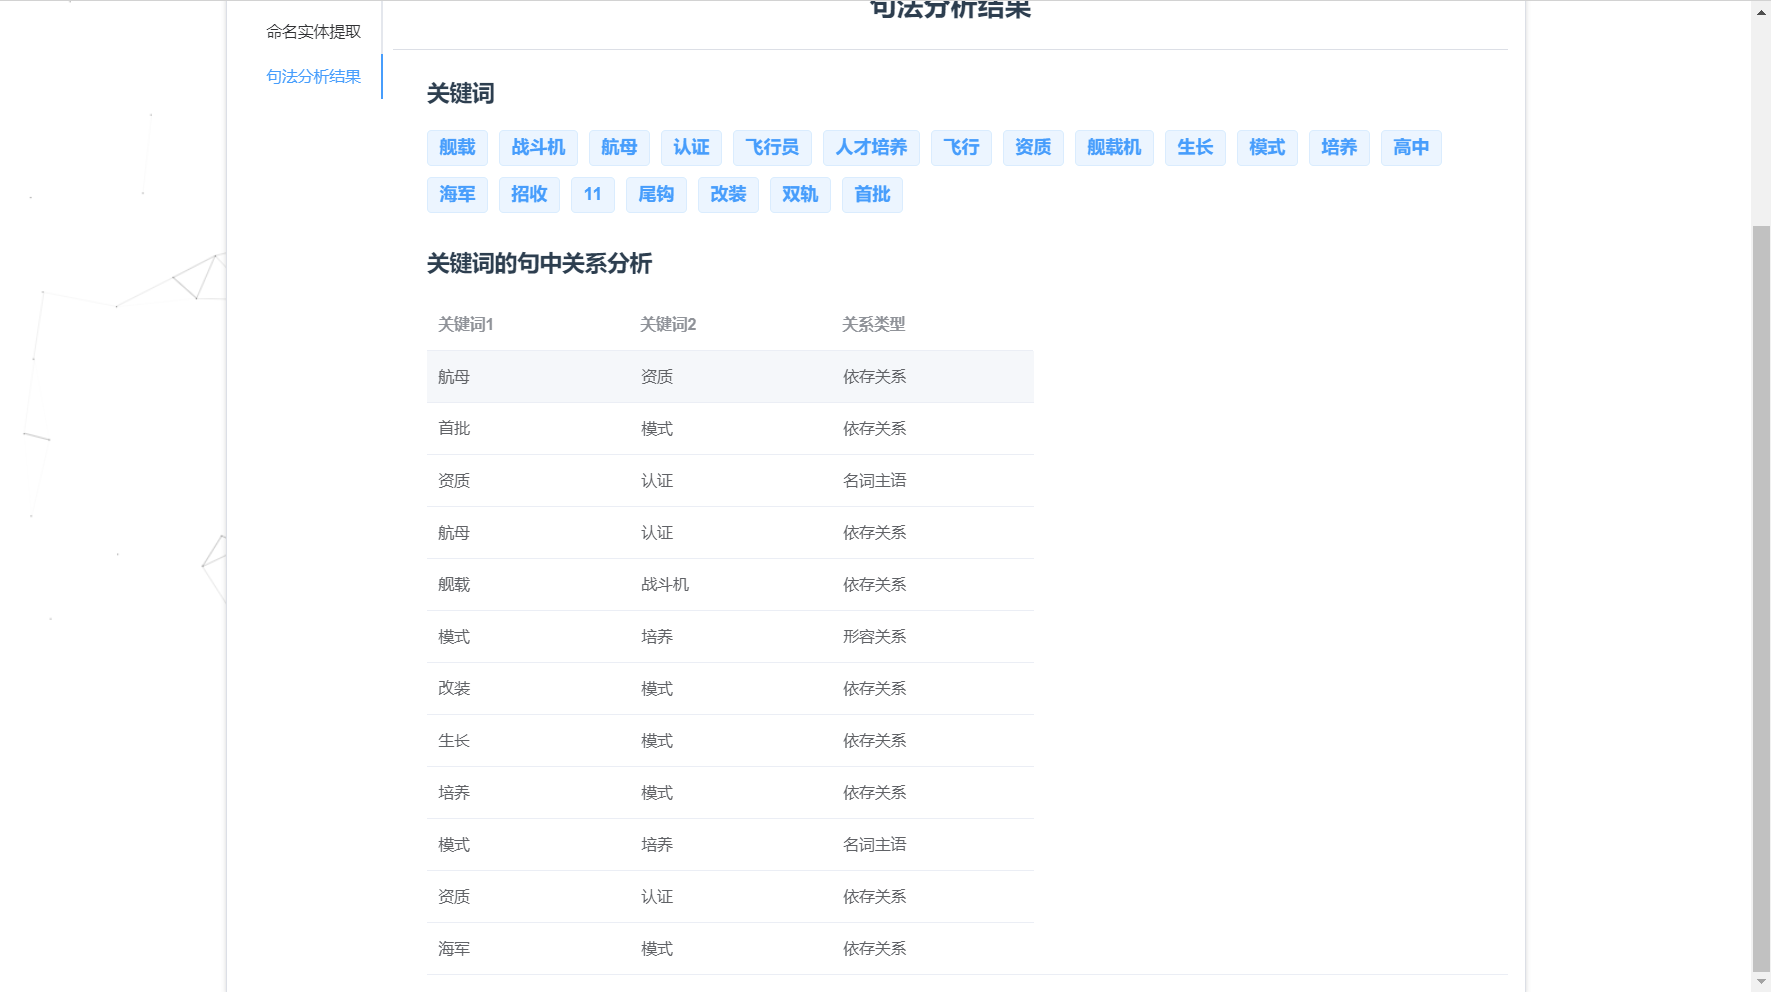 句法分析结果
命名实体提取
句法分析结果
关键词
舰载 战斗机 航母 认证 飞行员 人才培养 飞行 资质 舰载机 生长 模式 培养 高中
海军 招收 11 尾钩 改装 双轨 首批
关键词的句中关系分析
关键词1 关键词2 关系类型
航母 资质 依存关系
首批 模式 依存关系
资质 认证 名词主语
航母 认证 依存关系
舰载 战斗机 依存关系
模式 培养 形容关系
改装 模式 依存关系
生长 模式 依存关系
培养 模式 依存关系
模式 培养 名词主语
资质 认证 依存关系
海军 模式 依存关系